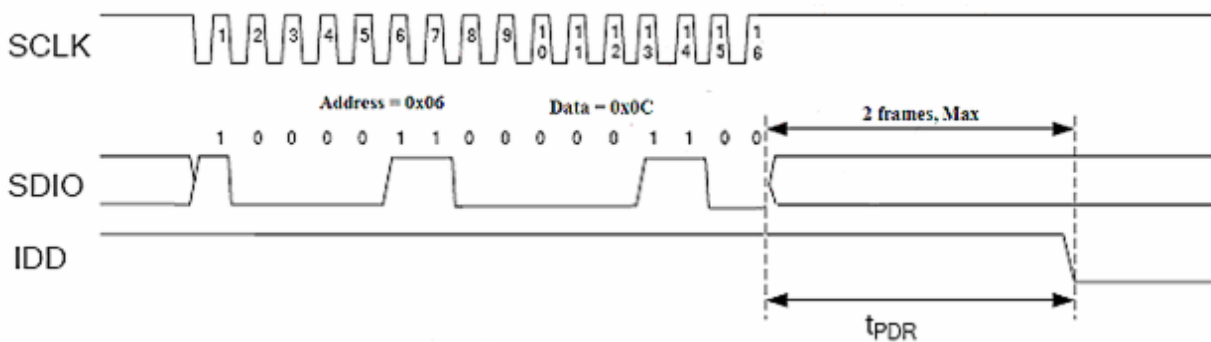 SCLK
1 2 3 4 5 6 7 8 9 10 11 12 13 14 15 16
Address = 0x06 Data = 0x0C
2 frames, Max
1 0 0 0 0 1 1 0 0 0 0 0 1 1 0 0
SDIO
IDD
tPDR